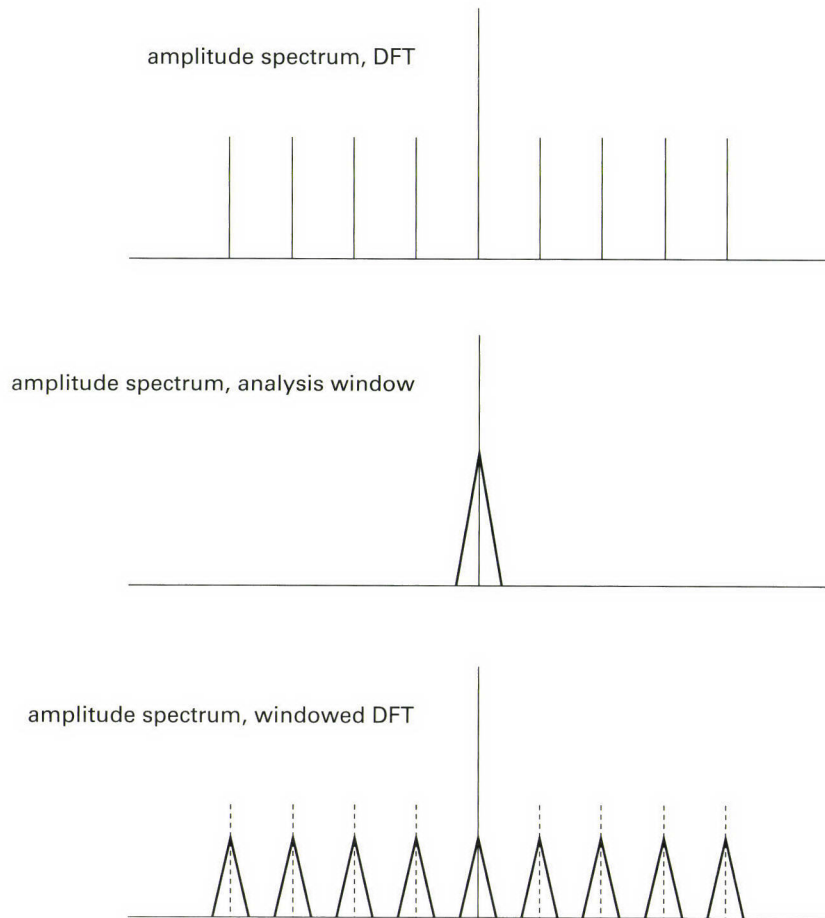 amplitude spectrum, DFT
amplitude spectrum, analysis window
amplitude spectrum, windowed DFT